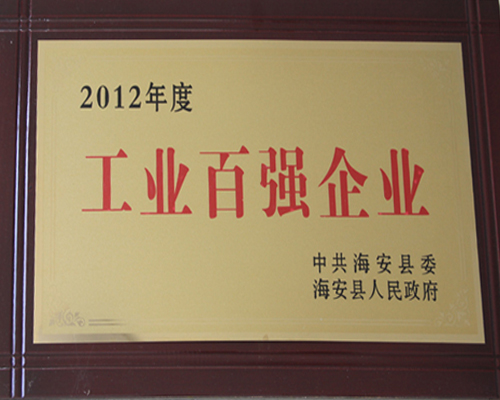 2012年度
工业百强企业
中共海安县委
海安县人民政府